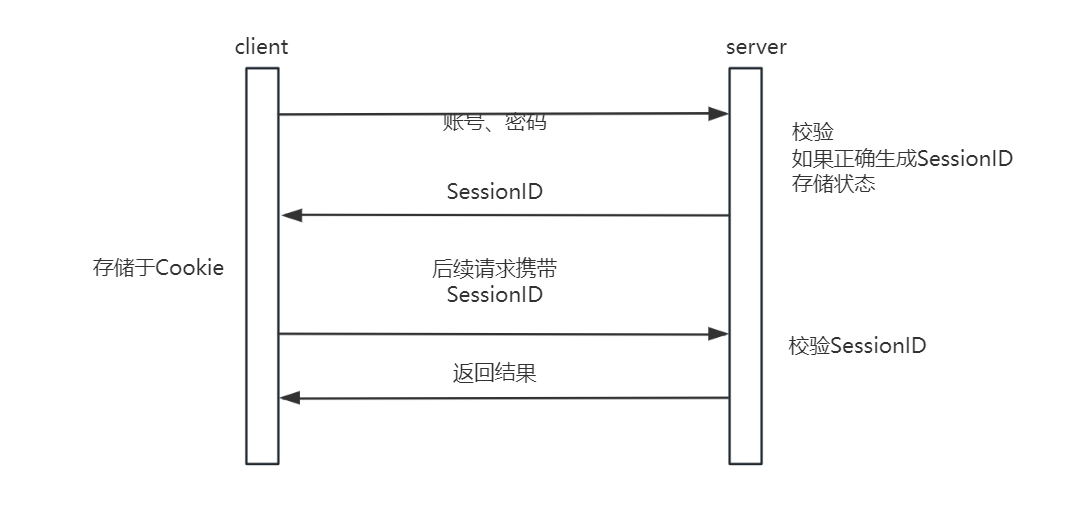 client
server
账号、密码
校验
如果正确生成SessionID
存储状态
SessionID
存储于Cookie
后续请求携带
SessionID
校验SessionID
返回结果